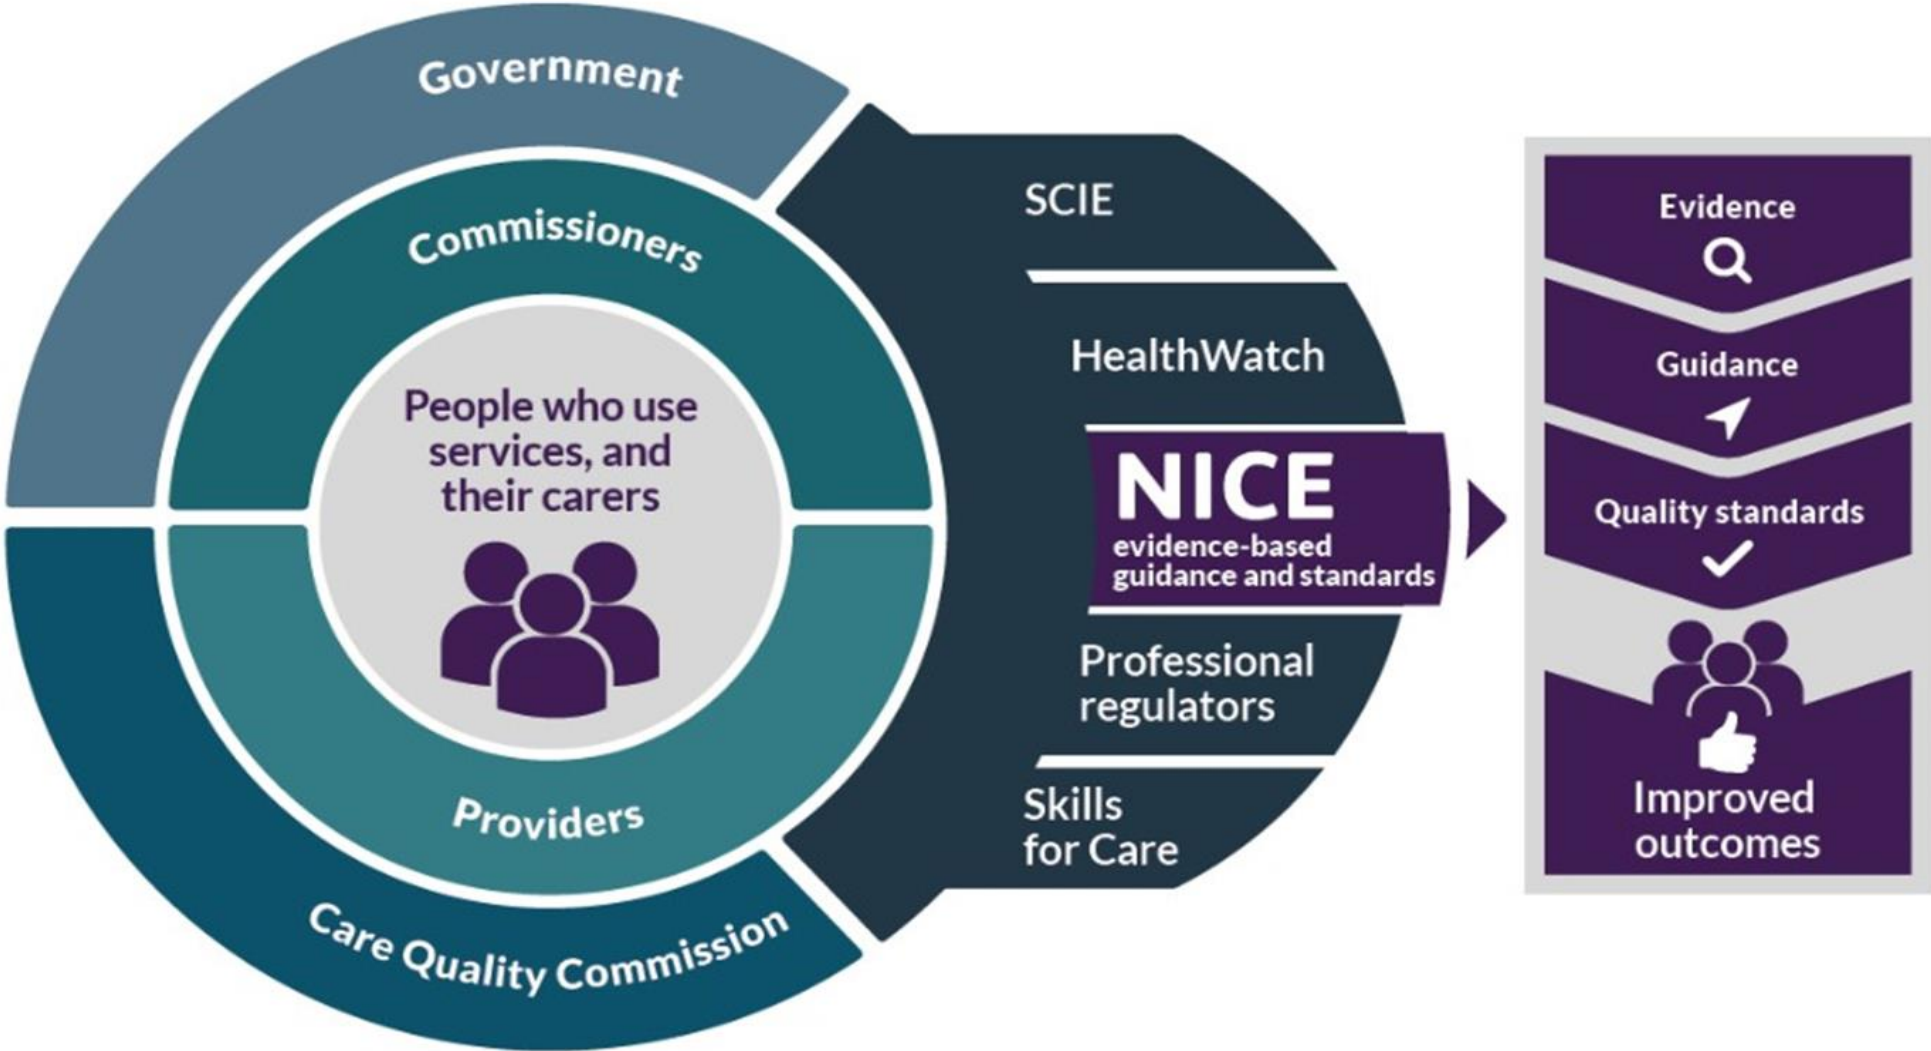 Government
Commissioners
People who use
services, and
their carers
Providers
Care Quality Commission
SCIE
HealthWatch
NICE
evidence-based
guidance and standards
Professional
regulators
Skills
for Care
Evidence
Guidance
Quality standards
Improved
outcomes